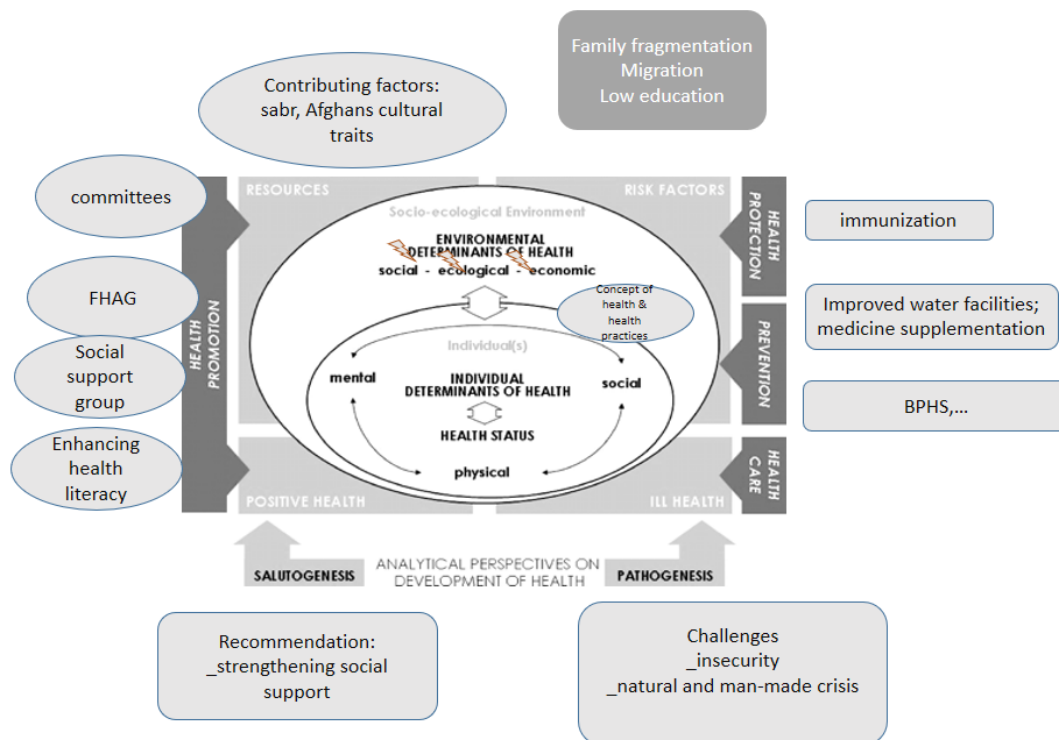 Family fragmentation
Migration
Low education
Contributing factors:
sabr, Afghans cultural
traits
committees
RESOURCES
RISK FACTORS
HEALTH
PROTECTION
immunization
Socio-ecological Environment
ENVIRONMENTAL
DETERMINANTS OF HEALTH
social - ecological - economic
FHAG
HEALTH
PROMOTION
Concept of
health &
health
practices
Improved water facilities;
medicine supplementation
PREVENTION
Social
support
group
Individual(s)
mental
INDIVIDUAL
DETERMINANTS OF HEALTH
social
BPHS,...
HEALTH STATUS
Enhancing
health
literacy
physical
HEALTH
CARE
POSITIVE HEALTH
ILL HEALTH
SALUTOGENESIS
ANALYTICAL PERSPECTIVES ON
DEVELOPMENT OF HEALTH
PATHOGENESIS
Recommendation:
_strengthening social
support
Challenges
_insecurity
_natural and man-made crisis